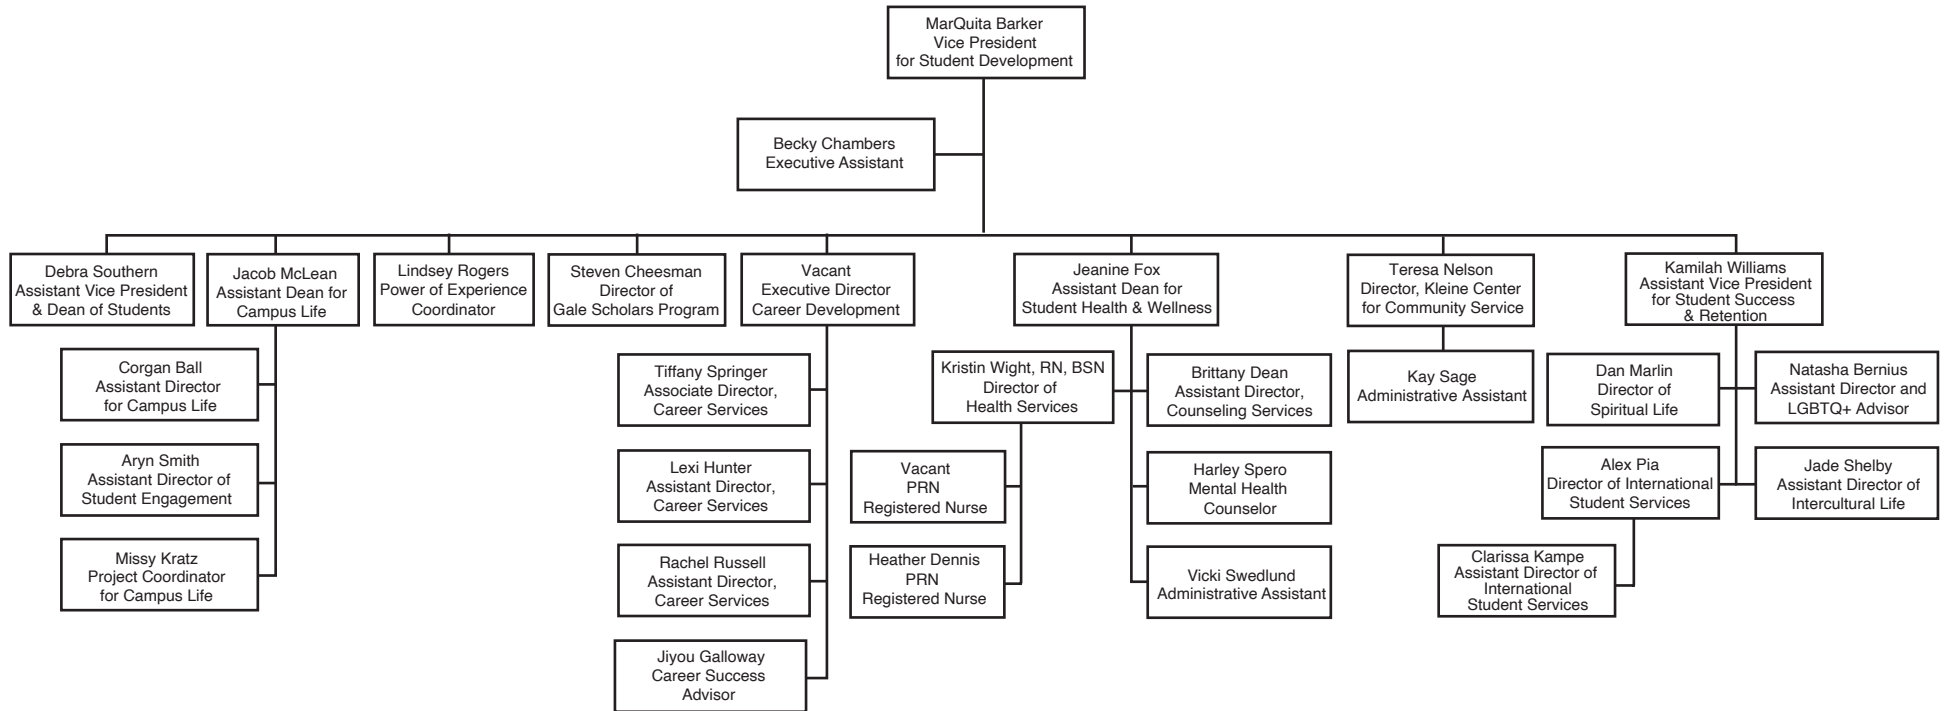 MarQuita Barker
Vice President
for Student Development
Becky Chambers
Executive Assistant
Debra Southern
Assistant Vice President
& Dean of Students
Jacob McLean
Assistant Dean for
Campus Life
Lindsey Rogers
Power of Experience
Coordinator
Steven Cheesman
Director of
Gale Scholars Program
Vacant
Executive Director
Career Development
Jeanine Fox
Assistant Dean for
Student Health & Wellness
Teresa Nelson
Director, Kleine Center
for Community Service
Kamilah Williams
Assistant Vice President
for Student Success
& Retention
Corgan Ball
Assistant Director
for Campus Life
Aryn Smith
Assistant Director of
Student Engagement
Missy Kratz
Project Coordinator
for Campus Life
Tiffany Springer
Associate Director,
Career Services
Lexi Hunter
Assistant Director,
Career Services
Rachel Russell
Assistant Director,
Career Services
Jiyou Galloway
Career Success
Advisor
Kristin Wight, RN, BSN
Director of
Health Services
Vacant
PRN
Registered Nurse
Heather Dennis
PRN
Registered Nurse
Brittany Dean
Assistant Director,
Counseling Services
Harley Spero
Mental Health
Counselor
Vicki Swedlund
Administrative Assistant
Kay Sage
Administrative Assistant
Dan Marlin
Director of
Spiritual Life
Natasha Bernius
Assistant Director and
LGBTQ+ Advisor
Alex Pia
Director of International
Student Services
Jade Shelby
Assistant Director of
Intercultural Life
Clarissa Kampe
Assistant Director of
International
Student Services